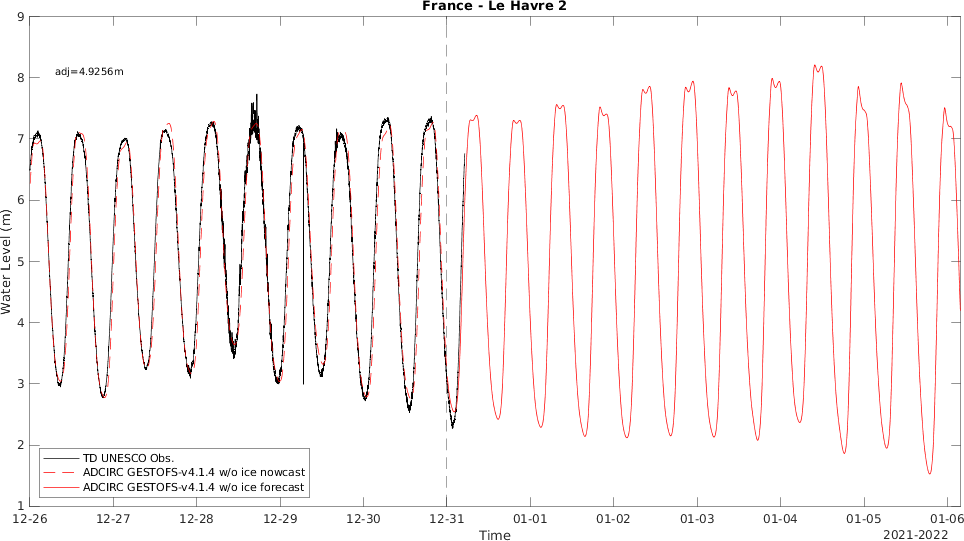 France - Le Havre 2
9
8
7
6
5
4
3
2
1
Water Level (m)
adj=4.9256m
TD UNESCO Obs.
ADCIRC GESTOFS-v4.1.4 w/o ice nowcast
ADCIRC GESTOFS-v4.1.4 w/o ice forecast
12-26 12-27 12-28 12-29 12-30 12-31 01-01 01-02 01-03 01-04 01-05 01-06
Time
2021-2022